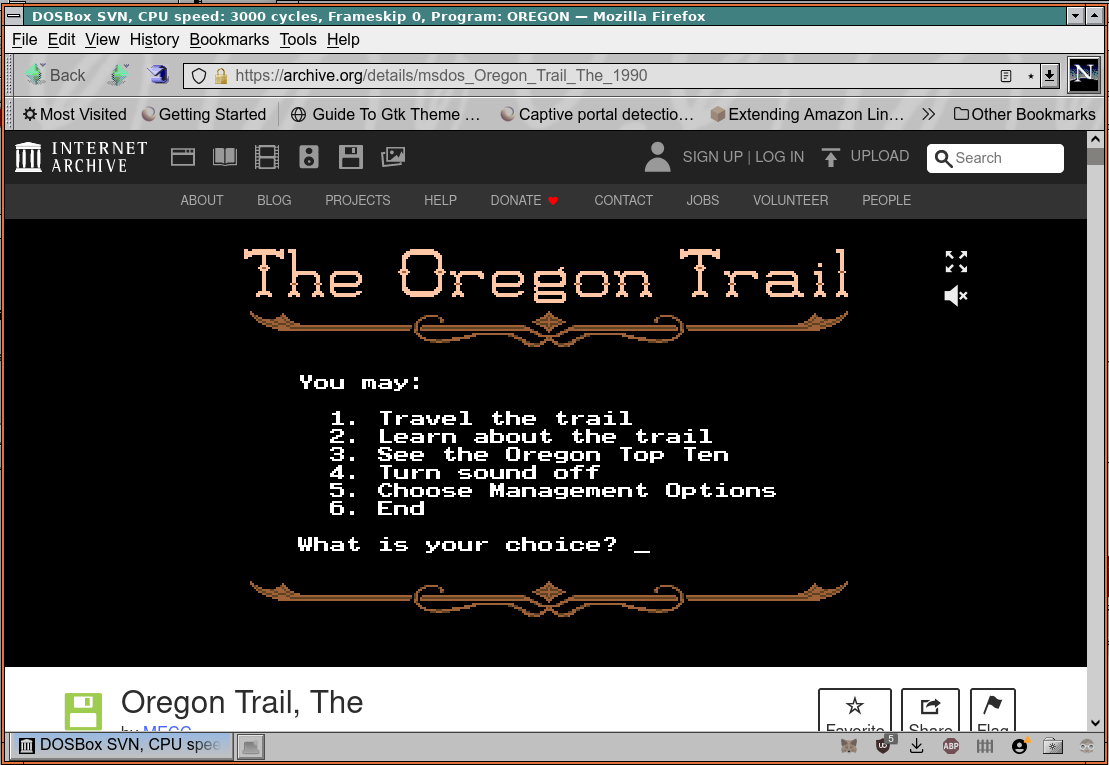 DOSBox SVN, CPU speed: 3000 cycles, Frameskip 0, Program: OREGON — Mozilla Firefox
File Edit View History Bookmarks Tools Help
Back https://archive.org/details/msdos_Oregon_Trail_The_1990 N
Most Visited Getting Started Guide To Gtk Theme … Captive portal detectio… Extending Amazon Lin… Other Bookmarks
INTERNET
ARCHIVE
SIGN UP | LOG IN UPLOAD Search
ABOUT BLOG PROJECTS HELP DONATE CONTACT JOBS VOLUNTEER PEOPLE
The Oregon Trail
You may:
1. Travel the trail
2. Learn about the trail
3. See the Oregon Top Ten
4. Turn sound off
5. Choose Management Options
6. End
What is your choice? _
Oregon Trail, The
by MECC
Favorite Share Flag
DOSBox SVN, CPU spee 5 ABP